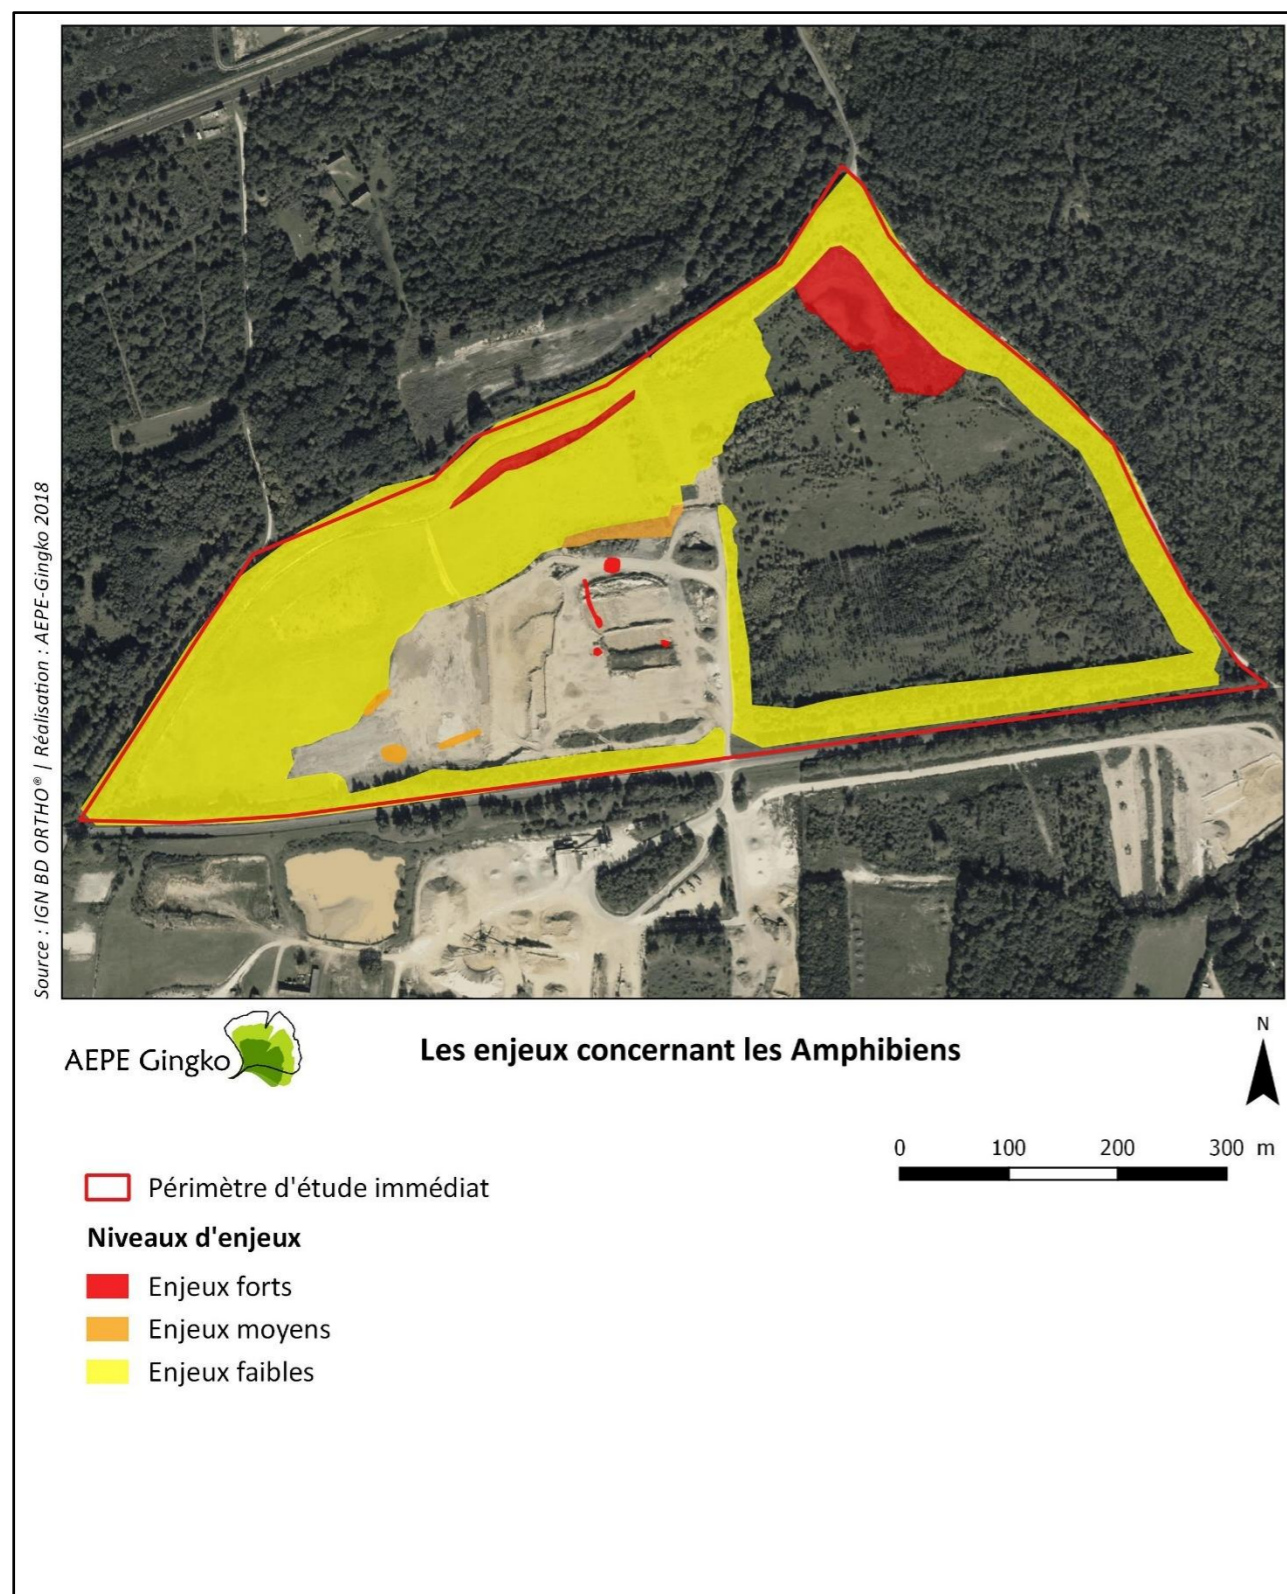 Source : IGN BD ORTHO® | Réalisation : AEPE-Gingko 2018
AEPE Gingko
Les enjeux concernant les Amphibiens
N
0 100 200 300 m
Périmètre d'étude immédiat
Niveaux d'enjeux
Enjeux forts
Enjeux moyens
Enjeux faibles